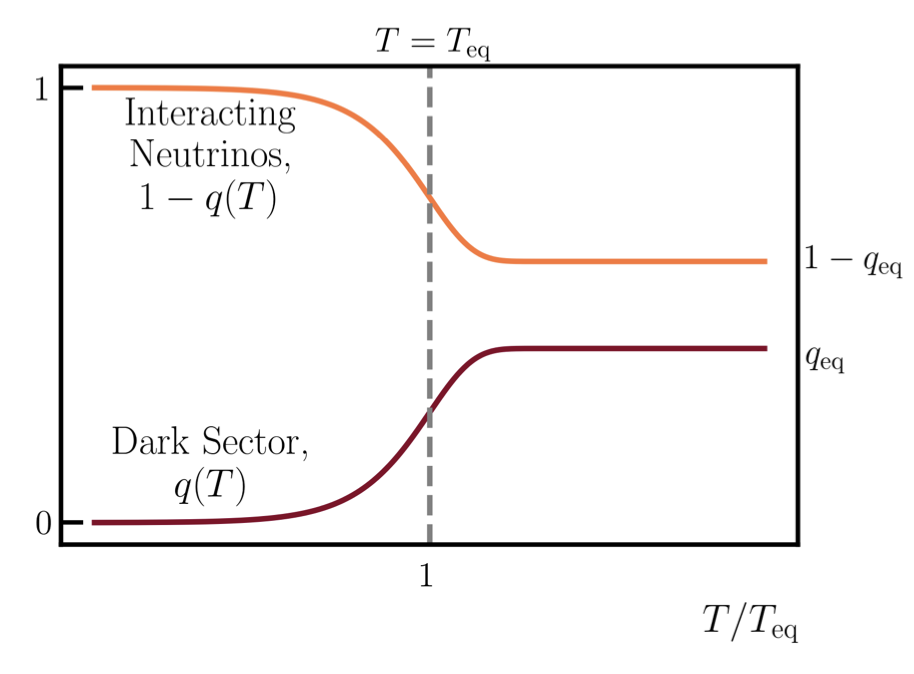 T = T_eq
1
Interacting
Neutrinos,
1 − q(T)
1 − q_eq
q_eq
Dark Sector,
q(T)
0
1
T/T_eq